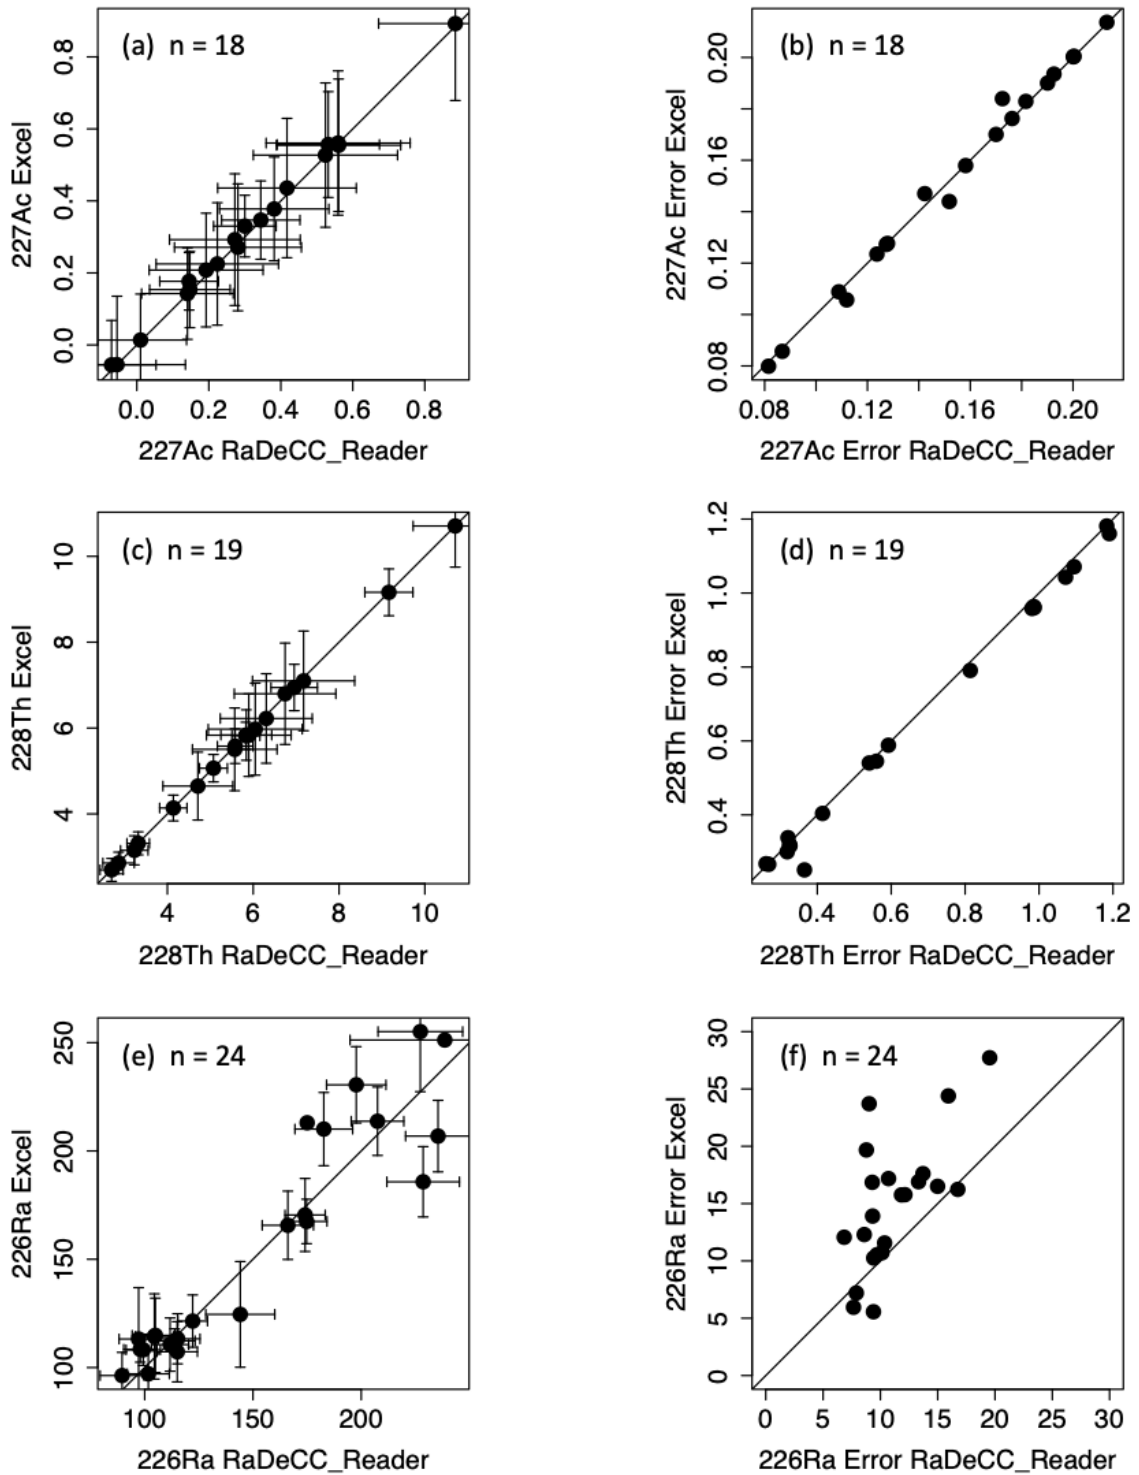 (a) n = 18
227Ac Excel
0.0 0.2 0.4 0.6 0.8
0.0 0.2 0.4 0.6 0.8
227Ac RaDeCC_Reader
(b) n = 18
227Ac Error Excel
0.08 0.12 0.16 0.20
0.08 0.12 0.16 0.20
227Ac Error RaDeCC_Reader
(c) n = 19
228Th Excel
4 6 8 10
4 6 8 10
228Th RaDeCC_Reader
(d) n = 19
228Th Error Excel
0.4 0.6 0.8 1.0 1.2
0.4 0.6 0.8 1.0 1.2
228Th Error RaDeCC_Reader
(e) n = 24
226Ra Excel
100 150 200 250
100 150 200
226Ra RaDeCC_Reader
(f) n = 24
226Ra Error Excel
0 5 10 15 20 25 30
0 5 10 15 20 25 30
226Ra Error RaDeCC_Reader